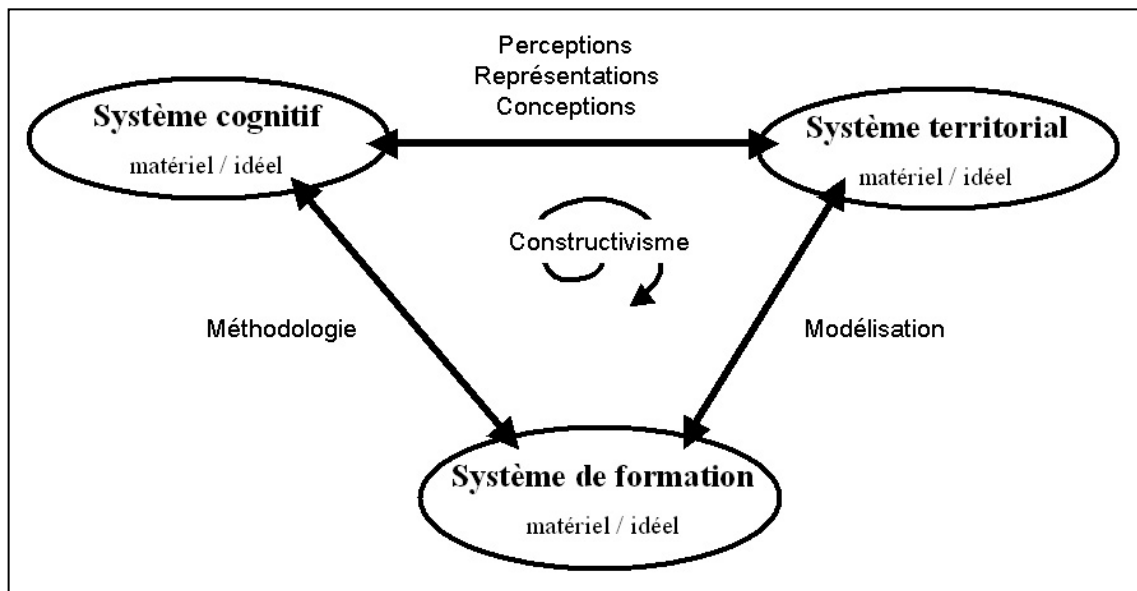 Perceptions
Représentations
Conceptions
Système cognitif
matériel / idéel
Système territorial
matériel / idéel
Constructivisme
Méthodologie
Modélisation
Système de formation
matériel / idéel